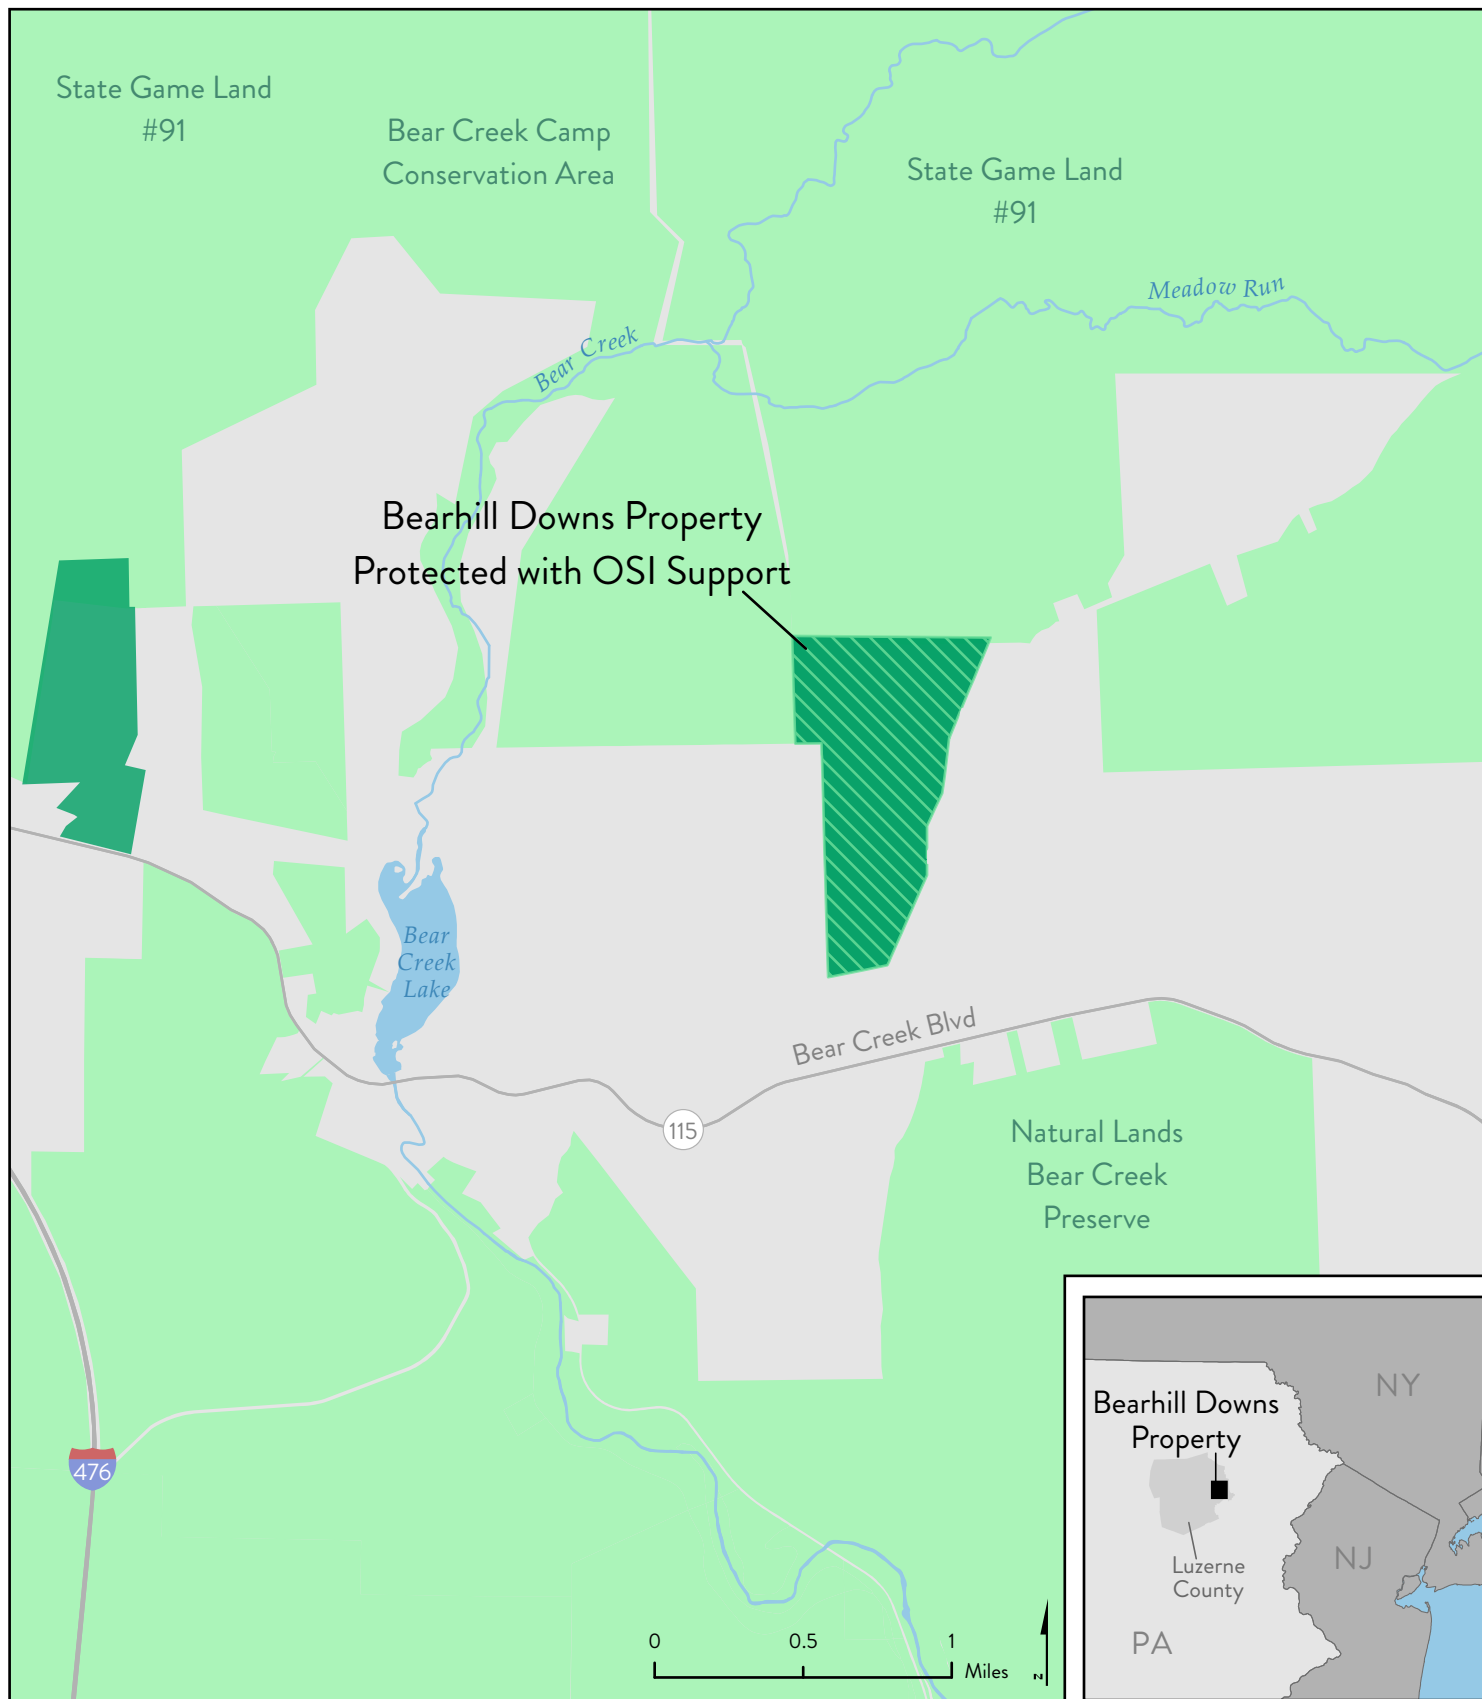 State Game Land
#91
Bear Creek Camp
Conservation Area
State Game Land
#91
Meadow Run
Bear Creek
Bearhill Downs Property
Protected with OSI Support
Bear
Creek
Lake
Bear Creek Blvd
115
Natural Lands
Bear Creek
Preserve
476
0 0.5 1
Miles
N
NY
Bearhill Downs
Property
Luzerne
County
NJ
PA